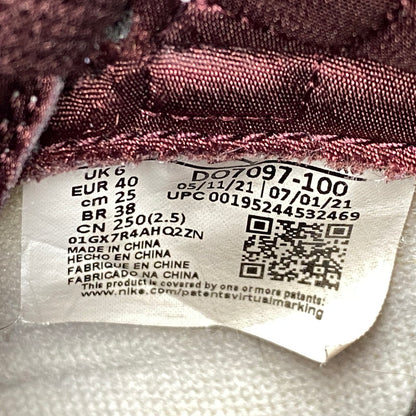 UK 6
EUR 40
cm 25
BR 38
CN 250(2.5)
01GX7R4AHQ2ZN
MADE IN CHINA
HECHO EN CHINA
FABRIQUE EN CHINE
FABRICADO NA CHINA
DO7097-100
05/11/21 07/01/21
UPC 00195244532469
This product is covered by one or more patents. See
www.nike.com/patentsvirtualmarking